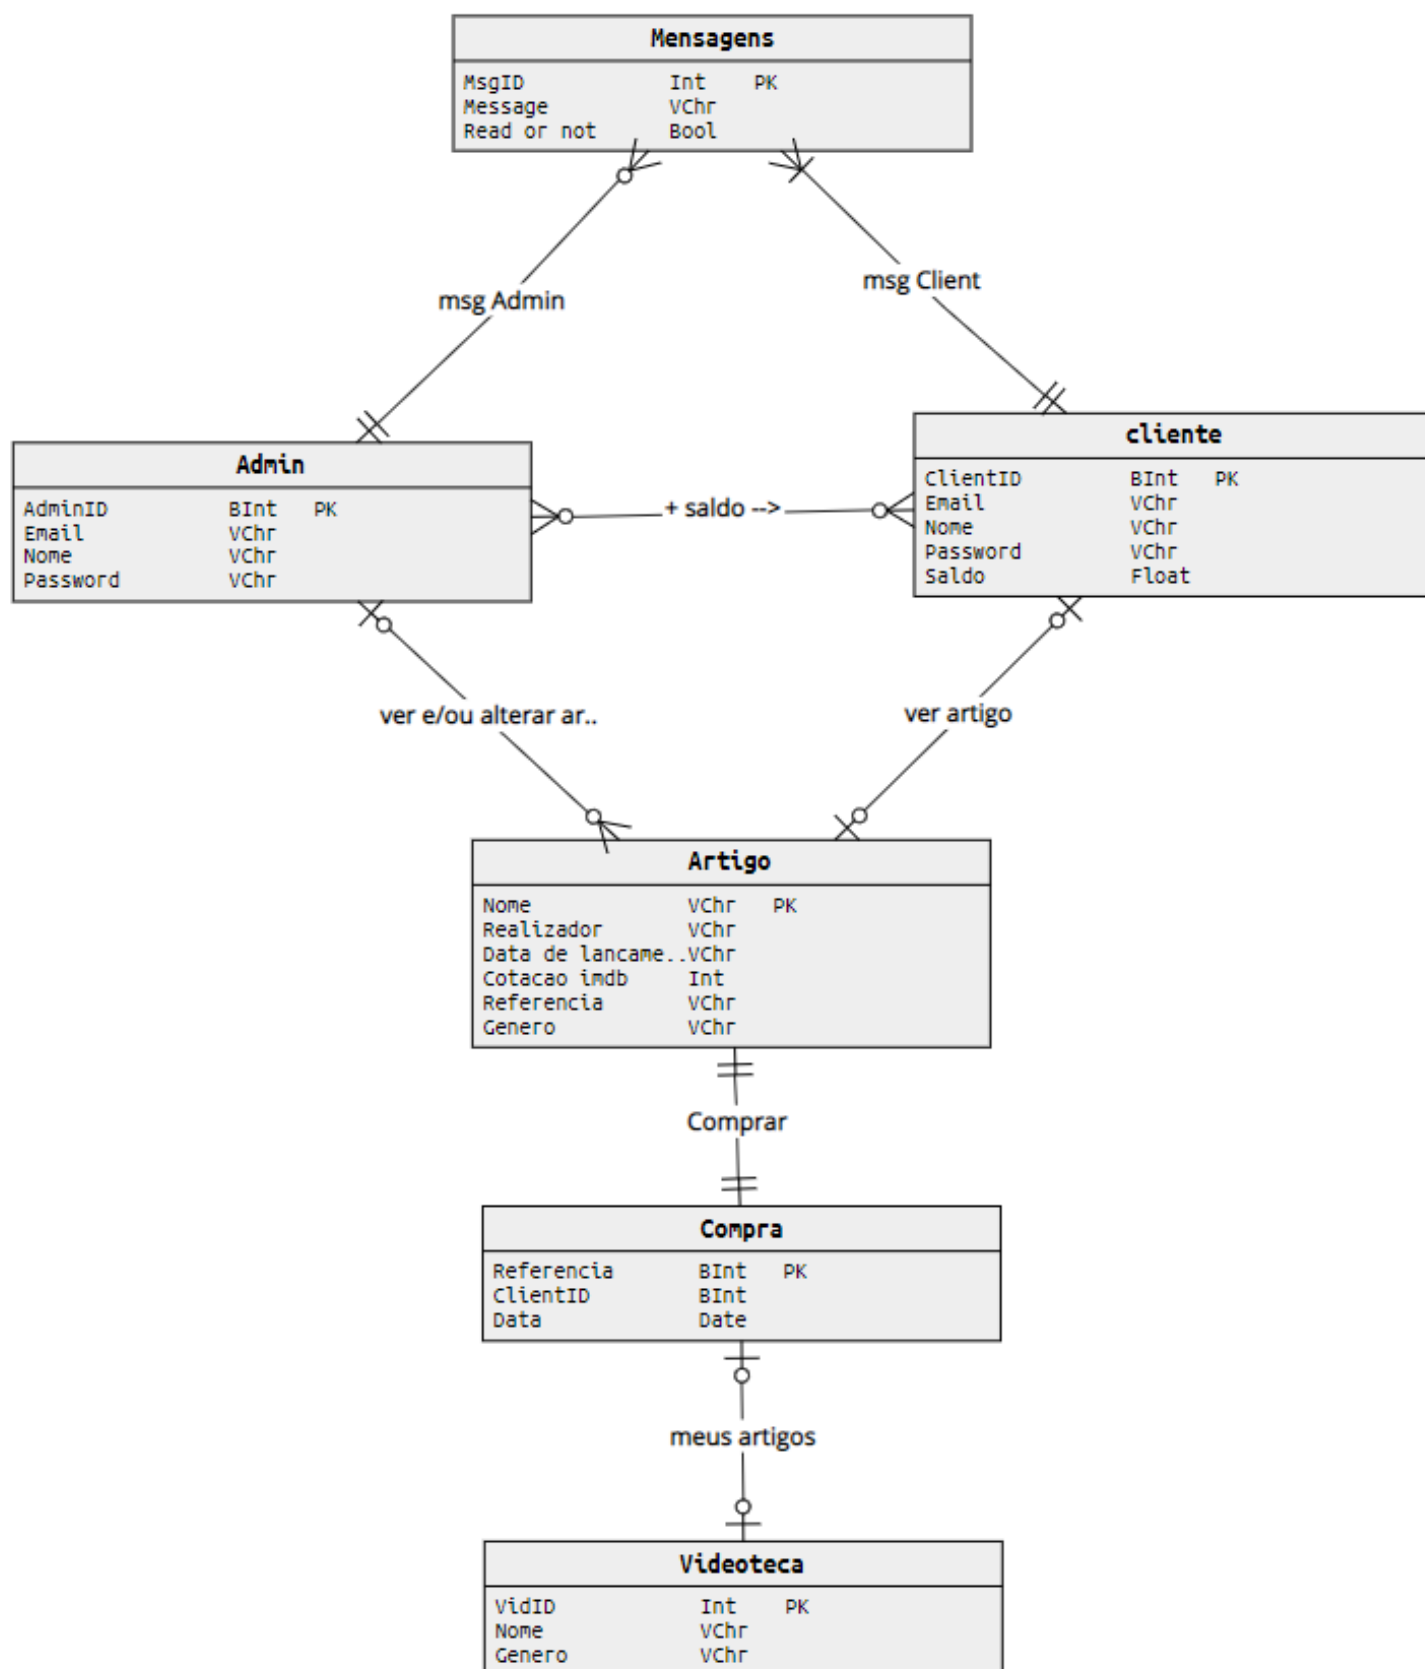 Mensagens
MsgID Int PK
Message VChr
Read or not Bool
msg Admin
msg Client
Admin
AdminID BInt PK
Email VChr
Nome VChr
Password VChr
+ saldo -->
cliente
ClientID BInt PK
Email VChr
Nome VChr
Password VChr
Saldo Float
ver e/ou alterar ar..
ver artigo
Artigo
Nome VChr PK
Realizador VChr
Data de lancame.. VChr
Cotacao imdb Int
Referencia VChr
Genero VChr
Comprar
Compra
Referencia BInt PK
ClientID BInt
Data Date
meus artigos
Videoteca
VidID Int PK
Nome VChr
Genero VChr